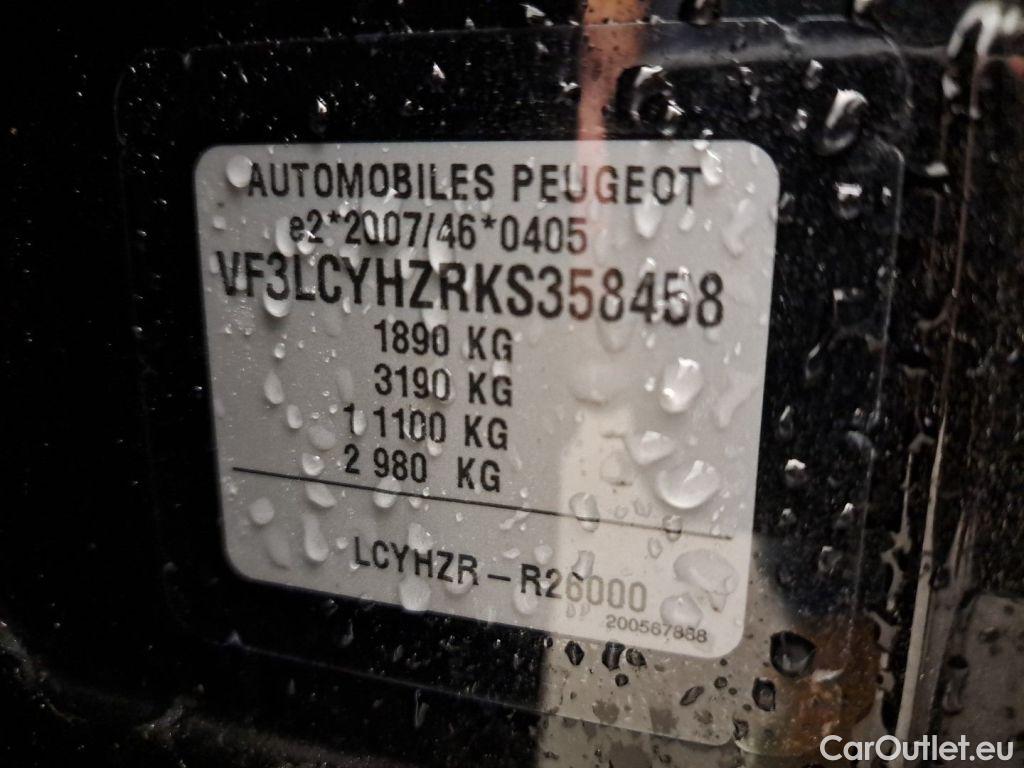 AUTOMOBILES PEUGEOT
e2*2007/46*0405
VF3LCYHZRKS358458
1890 KG
3190 KG
1 1100 KG
2 980 KG
LCYHZR - R26000
200567888
CarOutlet.eu